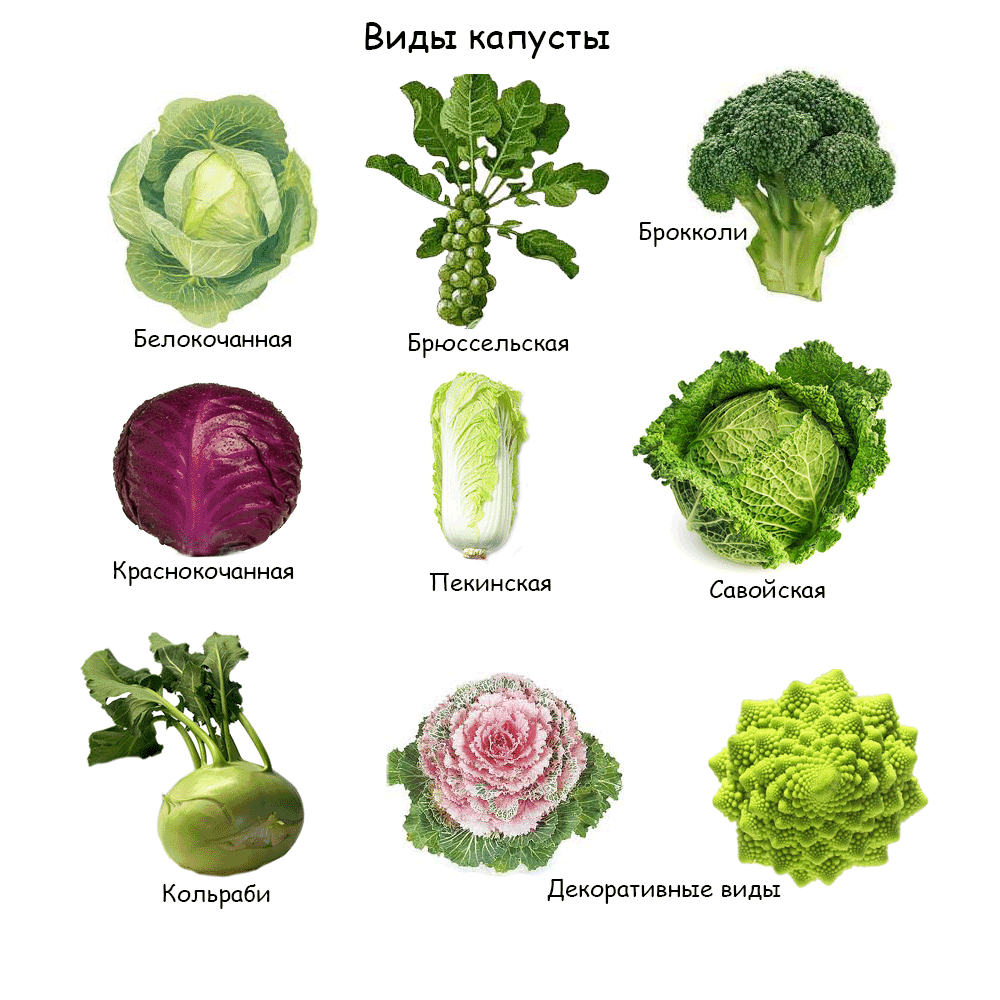 Виды капусты
Белокочанная
Брюссельская
Брокколи
Краснокочанная
Пекинская
Савойская
Кольраби
Декоративные виды